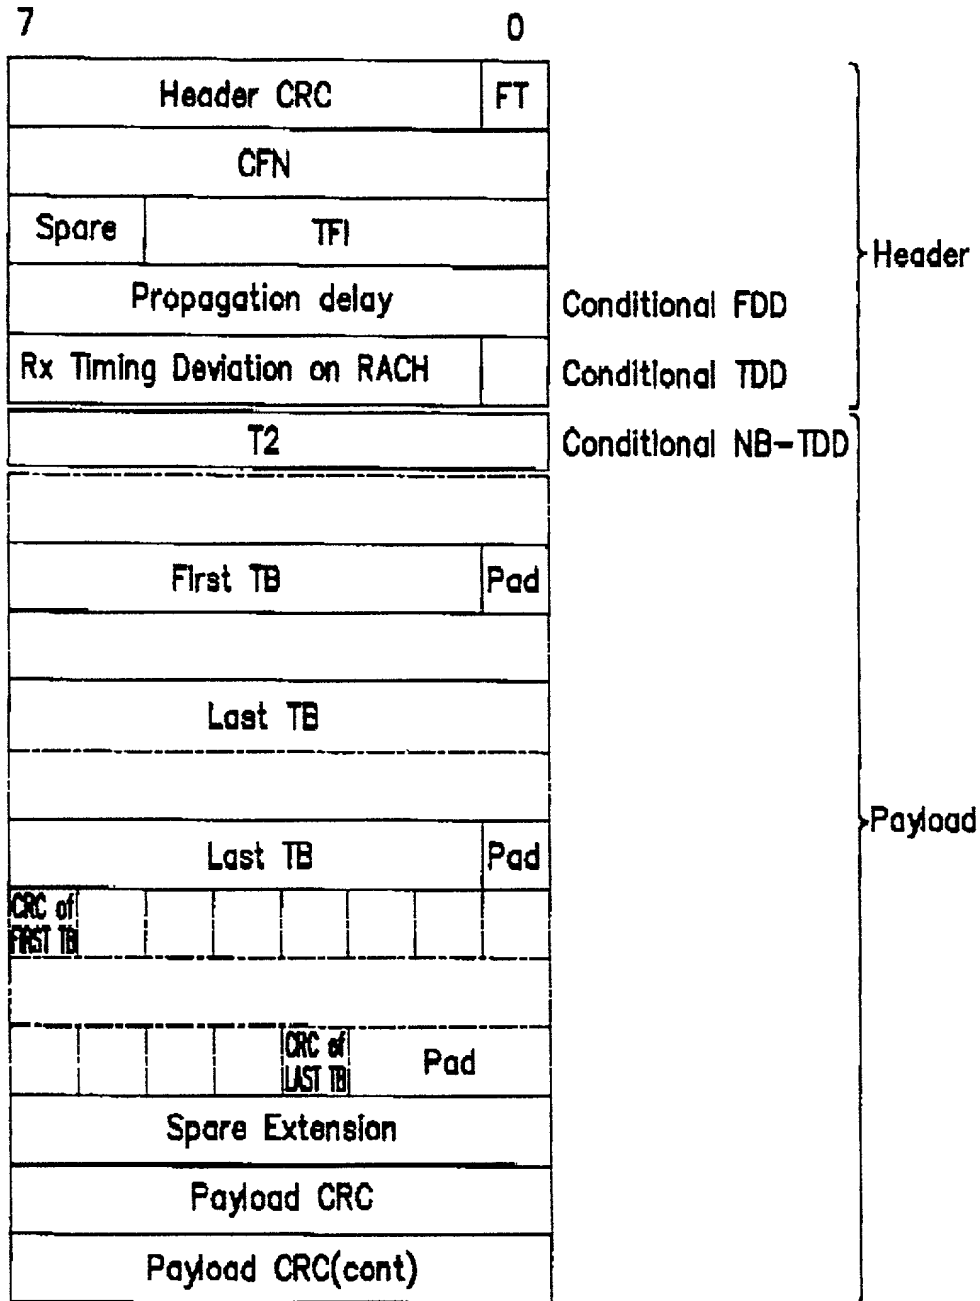 7 0
Header CRC FT
CFN
Spare TFI
Header
Propagation delay Conditional FDD
Rx Timing Deviation on RACH Conditional TDD
T2 Conditional NB-TDD
First TB Pad
Last TB
Payload
Last TB Pad
CRC of
FIRST TB
CRC of
LAST TB
Pad
Spare Extension
Payload CRC
Payload CRC(cont)